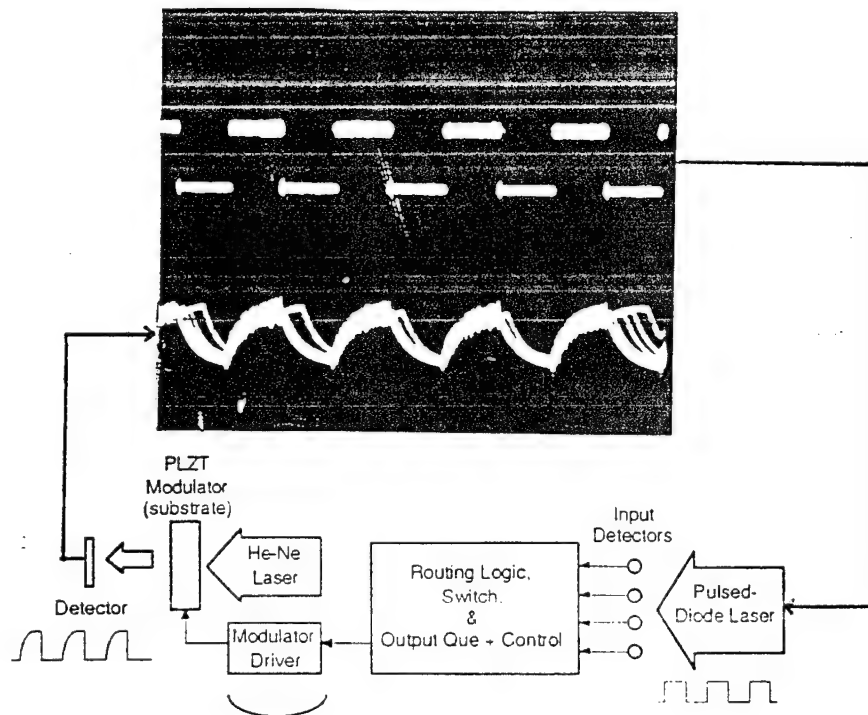 PLZT
Modulator
(substrate)
He-Ne
Laser
Detector
Modulator
Driver
Routing Logic,
Switch,
&
Output Que + Control
Input
Detectors
Pulsed-
Diode Laser